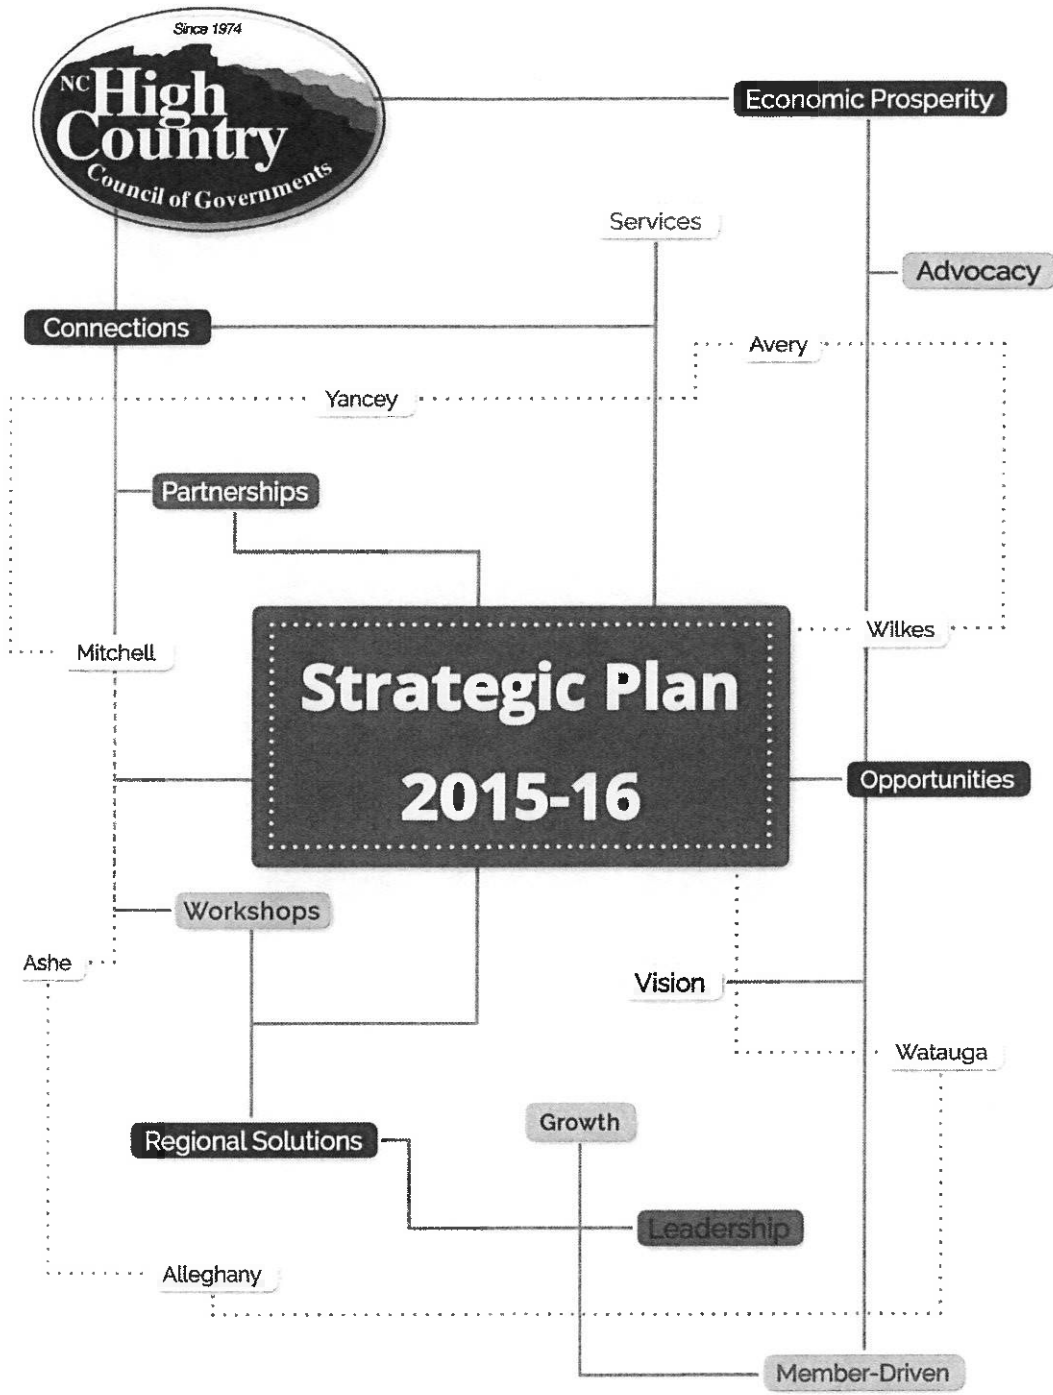 Since 1974
NC High
Country
Council of Governments
Economic Prosperity
Services
Advocacy
Connections
Avery
Yancey
Partnerships
Wilkes
Mitchell
Strategic Plan
2015-16
Opportunities
Workshops
Ashe
Vision
Watauga
Growth
Regional Solutions
Leadership
Alleghany
Member-Driven